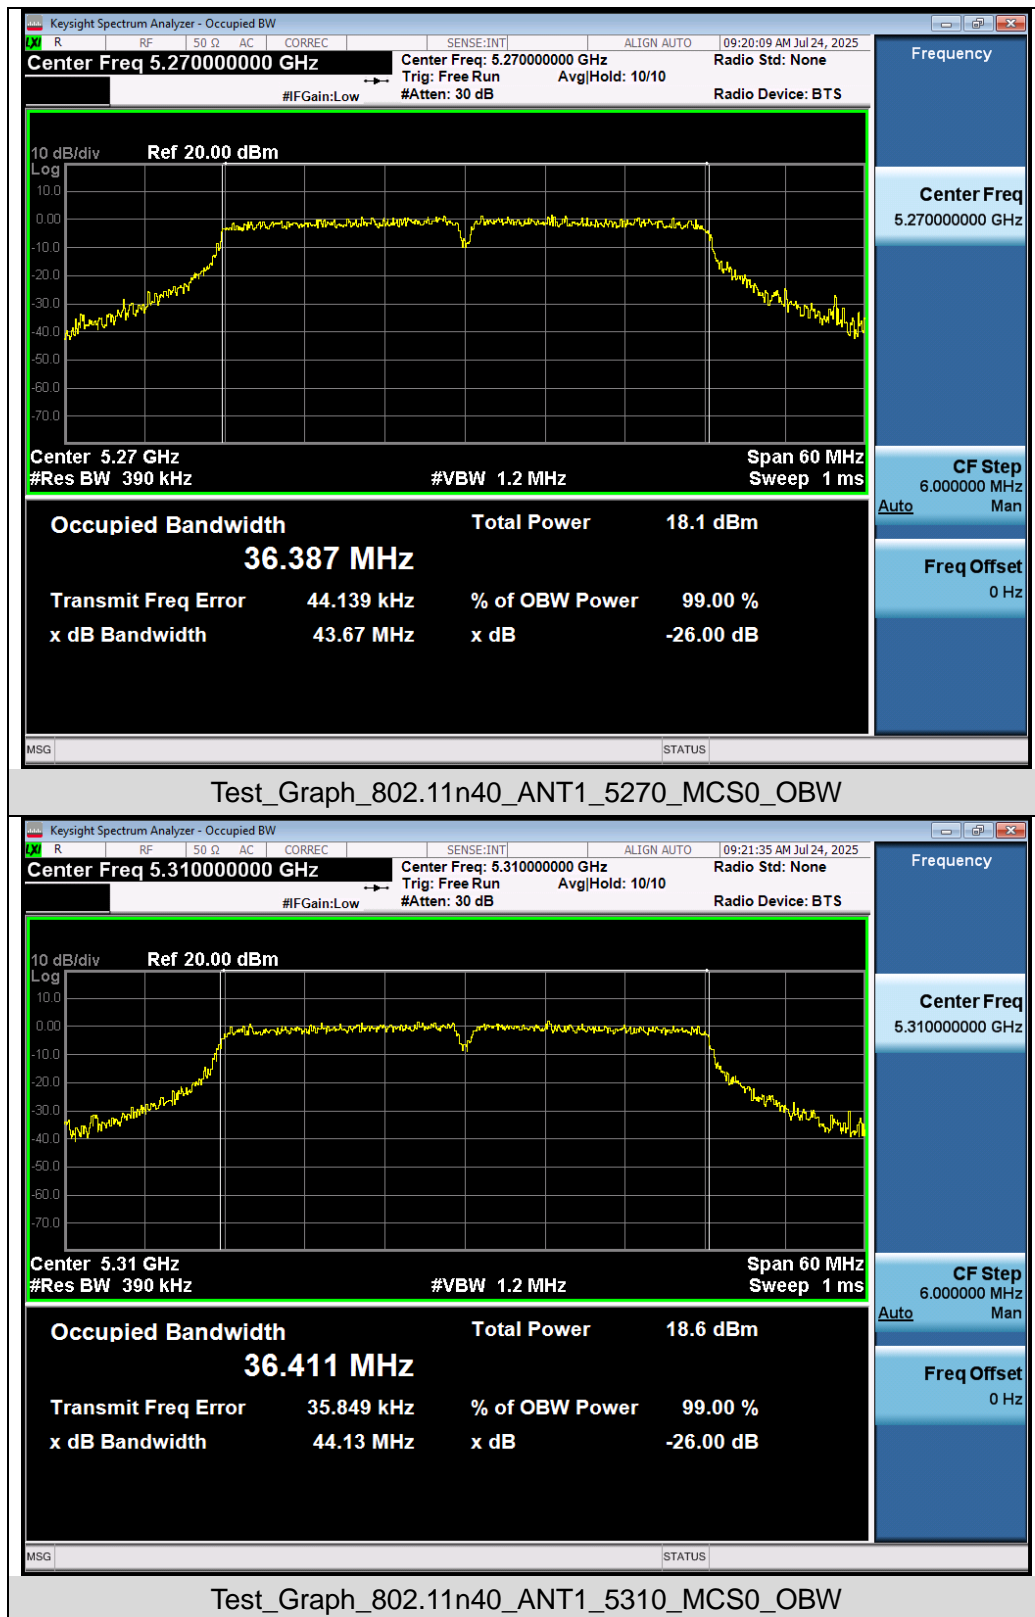 Keysight Spectrum Analyzer - Occupied BW
LXI R RF 50 Ω AC CORREC SENSE:INT ALIGN AUTO 09:20:09 AM Jul 24, 2025
Center Freq 5.270000000 GHz
Center Freq: 5.270000000 GHz Radio Std: None
Trig: Free Run Avg|Hold: 10/10
#IFGain:Low #Atten: 30 dB Radio Device: BTS
10 dB/div Ref 20.00 dBm
Log
10.0
0.00
-10.0
-20.0
-30.0
-40.0
-50.0
-60.0
-70.0
Center 5.27 GHz Span 60 MHz
#Res BW 390 kHz #VBW 1.2 MHz Sweep 1 ms
Occupied Bandwidth Total Power 18.1 dBm
36.387 MHz
Transmit Freq Error 44.139 kHz % of OBW Power 99.00 %
x dB Bandwidth 43.67 MHz x dB -26.00 dB
Frequency
Center Freq
5.270000000 GHz
CF Step
6.000000 MHz
Auto Man
Freq Offset
0 Hz
MSG STATUS
Test_Graph_802.11n40_ANT1_5270_MCS0_OBW
Keysight Spectrum Analyzer - Occupied BW
LXI R RF 50 Ω AC CORREC SENSE:INT ALIGN AUTO 09:21:35 AM Jul 24, 2025
Center Freq 5.310000000 GHz
Center Freq: 5.310000000 GHz Radio Std: None
Trig: Free Run Avg|Hold: 10/10
#IFGain:Low #Atten: 30 dB Radio Device: BTS
10 dB/div Ref 20.00 dBm
Log
10.0
0.00
-10.0
-20.0
-30.0
-40.0
-50.0
-60.0
-70.0
Center 5.31 GHz Span 60 MHz
#Res BW 390 kHz #VBW 1.2 MHz Sweep 1 ms
Occupied Bandwidth Total Power 18.6 dBm
36.411 MHz
Transmit Freq Error 35.849 kHz % of OBW Power 99.00 %
x dB Bandwidth 44.13 MHz x dB -26.00 dB
Frequency
Center Freq
5.310000000 GHz
CF Step
6.000000 MHz
Auto Man
Freq Offset
0 Hz
MSG STATUS
Test_Graph_802.11n40_ANT1_5310_MCS0_OBW